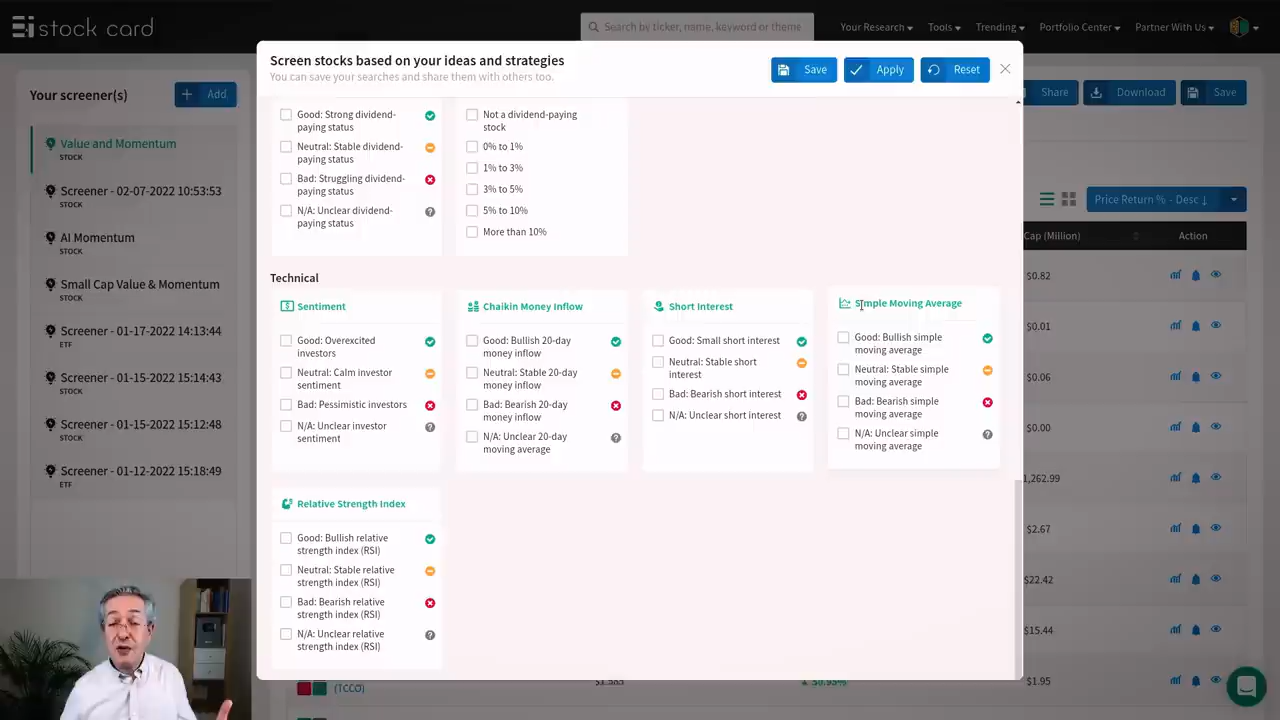 stock card
Search by ticker, name, keyword or theme
Your Research
Tools
Trending
Portfolio Center
Partner With Us
Your screener(s)
Add
Value and Momentum
STOCK
Screener - 02-07-2022 10:53:53
STOCK
AI Momentum
STOCK
Small Cap Value & Momentum
STOCK
Screener - 01-17-2022 14:13:44
ETF
Screener - 01-15-2022 15:14:43
STOCK
Screener - 01-15-2022 15:12:48
STOCK
Screener - 01-12-2022 15:18:49
ETF
Screen stocks based on your ideas and strategies
You can save your searches and share them with others too.
Save
Apply
Reset
Good: Strong dividend-
paying status
Neutral: Stable dividend-
paying status
Bad: Struggling dividend-
paying status
N/A: Unclear dividend-
paying status
Not a dividend-paying
stock
0% to 1%
1% to 3%
3% to 5%
5% to 10%
More than 10%
Technical
Sentiment
Good: Overexcited
investors
Neutral: Calm investor
sentiment
Bad: Pessimistic investors
N/A: Unclear investor
sentiment
Chaikin Money Inflow
Good: Bullish 20-day
money inflow
Neutral: Stable 20-day
money inflow
Bad: Bearish 20-day
money inflow
N/A: Unclear 20-day
moving average
Short Interest
Good: Small short interest
Neutral: Stable short
interest
Bad: Bearish short interest
N/A: Unclear short interest
Simple Moving Average
Good: Bullish simple
moving average
Neutral: Stable simple
moving average
Bad: Bearish simple
moving average
N/A: Unclear simple
moving average
Relative Strength Index
Good: Bullish relative
strength index (RSI)
Neutral: Stable relative
strength index (RSI)
Bad: Bearish relative
strength index (RSI)
N/A: Unclear relative
strength index (RSI)
Share
Download
Save
Price Return % - Desc ↓
Cap (Million)
Action
$0.82
$0.01
$0.06
$0.00
1,262.99
$2.67
$22.42
$15.44
$1.95
(TCCO)